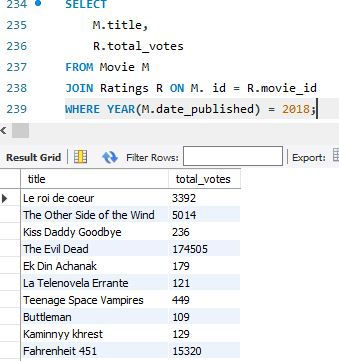 234 SELECT
235 M.title,
236 R.total_votes
237 FROM Movie M
238 JOIN Ratings R ON M. id = R.movie_id
239 WHERE YEAR(M.date_published) = 2018;
Result Grid Filter Rows: Export:
title total_votes
Le roi de coeur 3392
The Other Side of the Wind 5014
Kiss Daddy Goodbye 236
The Evil Dead 174505
Ek Din Achanak 179
La Telenovela Errante 121
Teenage Space Vampires 449
Buttleman 109
Kaminnyy khrest 129
Fahrenheit 451 15320